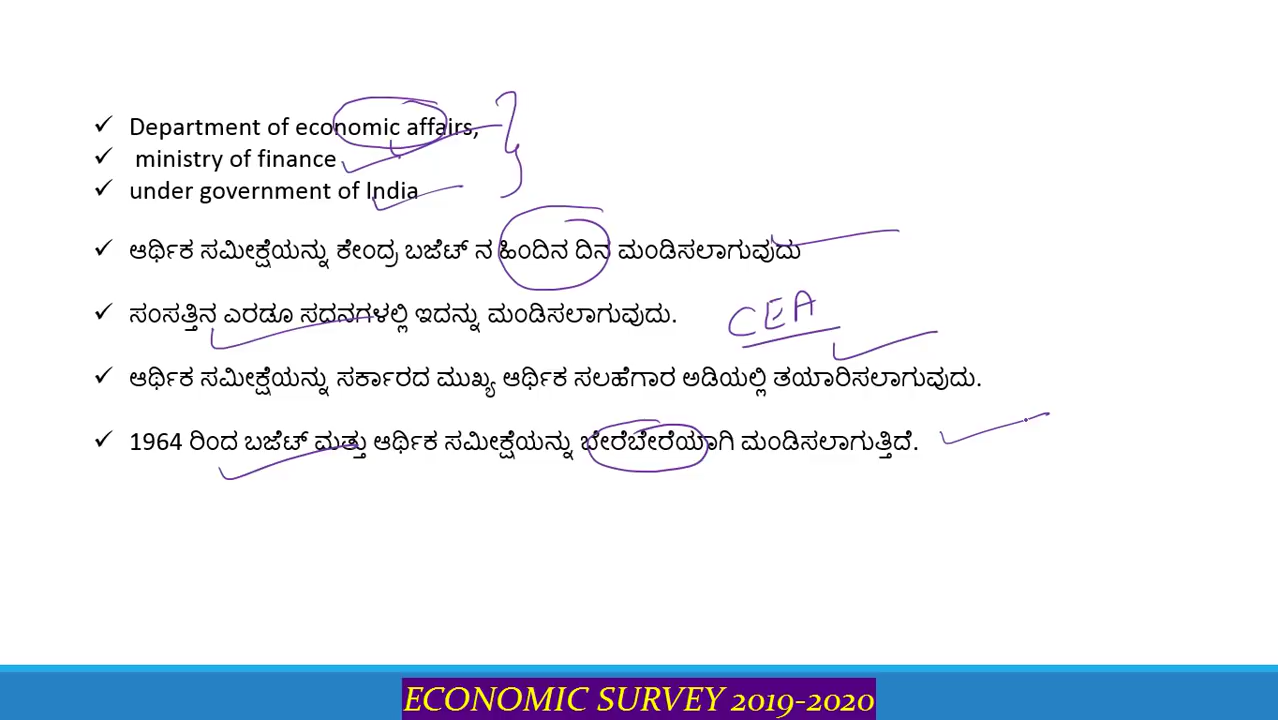 Department of economic affairs,
ministry of finance
under government of India
ಆರ್ಥಿಕ ಸಮೀಕ್ಷೆಯನ್ನು ಕೇಂದ್ರ ಬಜೆಟ್ ನ ಹಿಂದಿನ ದಿನ ಮಂಡಿಸಲಾಗುವುದು
ಸಂಸತ್ತಿನ ಎರಡೂ ಸದನಗಳಲ್ಲಿ ಇದನ್ನು ಮಂಡಿಸಲಾಗುವುದು.
CEA
ಆರ್ಥಿಕ ಸಮೀಕ್ಷೆಯನ್ನು ಸರ್ಕಾರದ ಮುಖ್ಯ ಆರ್ಥಿಕ ಸಲಹೆಗಾರ ಅಡಿಯಲ್ಲಿ ತಯಾರಿಸಲಾಗುವುದು.
1964 ರಿಂದ ಬಜೆಟ್ ಮತ್ತು ಆರ್ಥಿಕ ಸಮೀಕ್ಷೆಯನ್ನು ಬೇರೆಬೇರೆಯಾಗಿ ಮಂಡಿಸಲಾಗುತ್ತಿದೆ.
ECONOMIC SURVEY 2019-2020